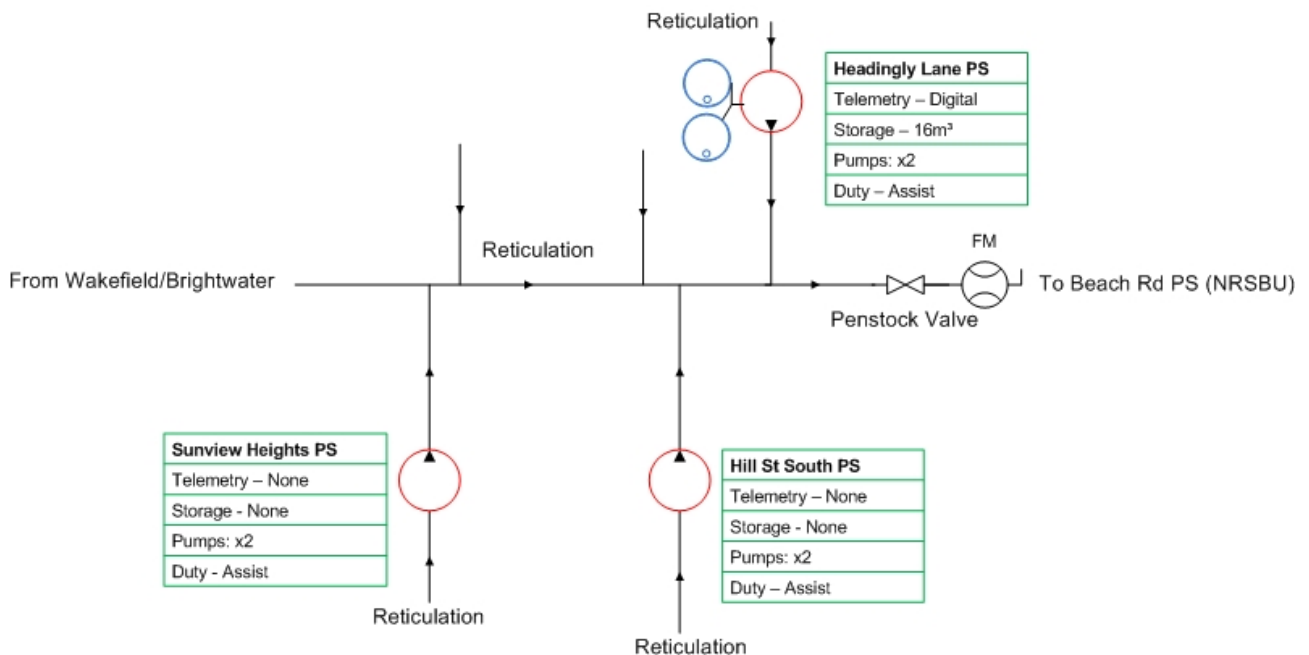 Reticulation
Headingly Lane PS
Telemetry – Digital
Storage – 16m³
Pumps: x2
Duty – Assist
Reticulation
FM
From Wakefield/Brightwater
To Beach Rd PS (NRSBU)
Penstock Valve
Sunview Heights PS
Telemetry – None
Storage - None
Pumps: x2
Duty - Assist
Hill St South PS
Telemetry – None
Storage - None
Pumps: x2
Duty – Assist
Reticulation
Reticulation